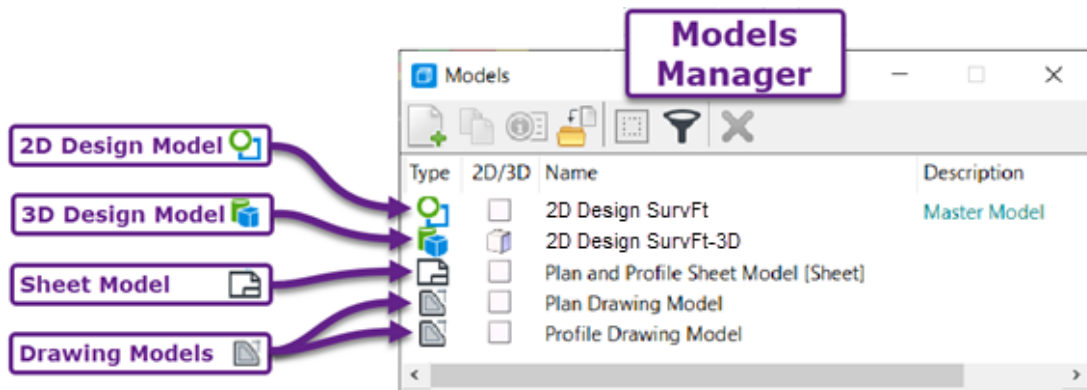 Models
Manager
Models
2D Design Model
3D Design Model
Sheet Model
Drawing Models
Type 2D/3D Name Description
2D Design SurvFt Master Model
2D Design SurvFt-3D
Plan and Profile Sheet Model [Sheet]
Plan Drawing Model
Profile Drawing Model